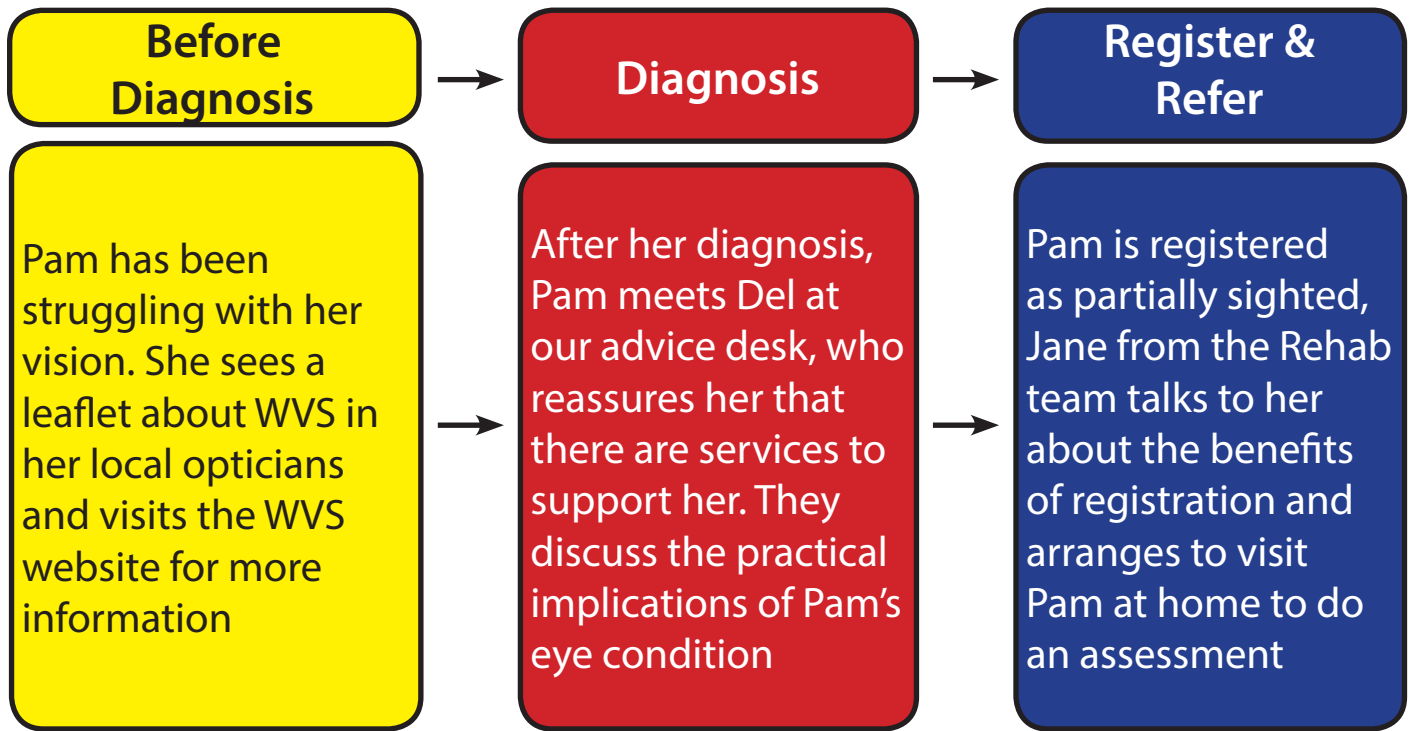 Before
Diagnosis
Pam has been
struggling with her
vision. She sees a
leaflet about WVS in
her local opticians
and visits the WVS
website for more
information
Diagnosis
After her diagnosis,
Pam meets Del at
our advice desk, who
reassures her that
there are services to
support her. They
discuss the practical
implications of Pam’s
eye condition
Register &
Refer
Pam is registered
as partially sighted,
Jane from the Rehab
team talks to her
about the benefits
of registration and
arranges to visit
Pam at home to do
an assessment